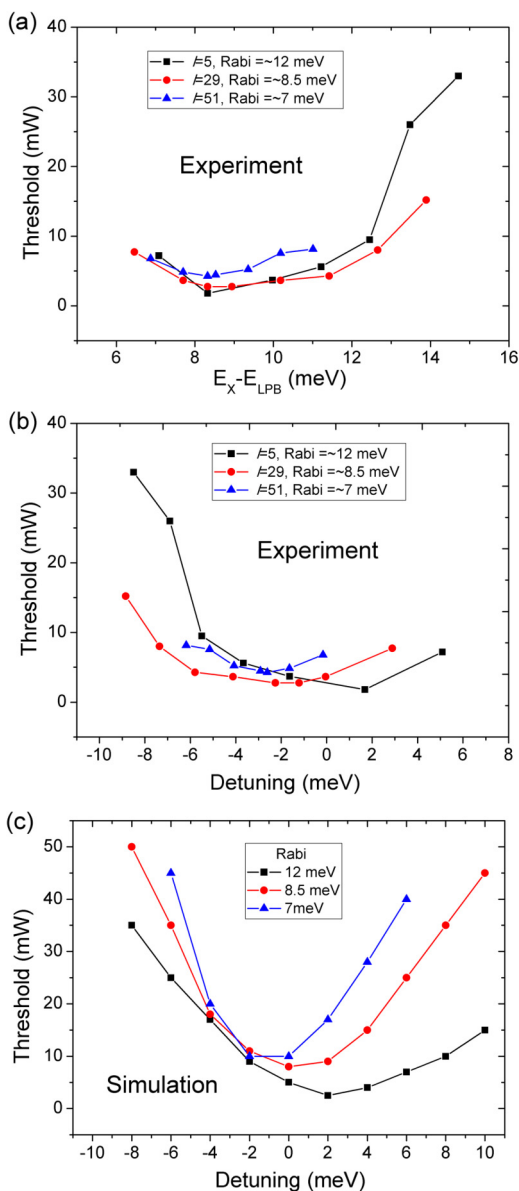 (a)
40
30
20
10
0
Threshold (mW)
l=5, Rabi =~12 meV
l=29, Rabi =~8.5 meV
l=51, Rabi =~7 meV
Experiment
6 8 10 12 14 16
E_X-E_LPB (meV)
(b)
40
30
20
10
0
Threshold (mW)
l=5, Rabi =~12 meV
l=29, Rabi =~8.5 meV
l=51, Rabi =~7 meV
Experiment
-10 -8 -6 -4 -2 0 2 4 6 8
Detuning (meV)
(c)
50
40
30
20
10
0
Threshold (mW)
Rabi
12 meV
8.5 meV
7meV
Simulation
-8 -6 -4 -2 0 2 4 6 8 10
Detuning (meV)